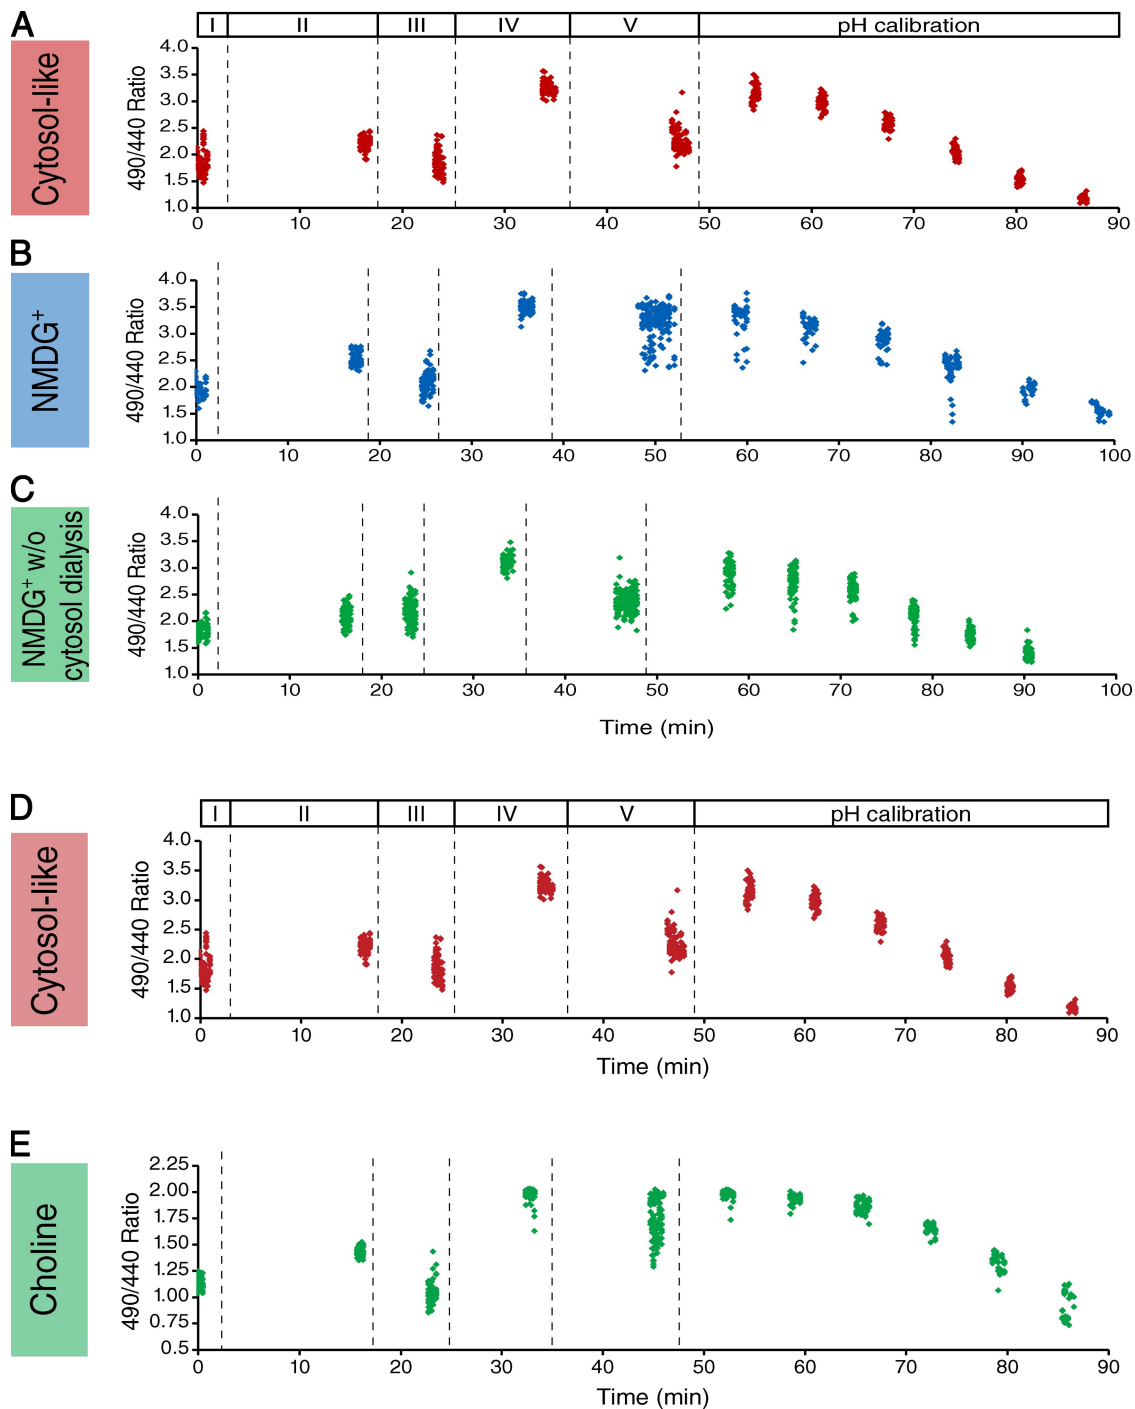 A
I II III IV V pH calibration
Cytosol-like
490/440 Ratio
4.0
3.5
3.0
2.5
2.0
1.5
1.0
0 10 20 30 40 50 60 70 80 90
B
NMDG+
490/440 Ratio
4.0
3.5
3.0
2.5
2.0
1.5
1.0
0 10 20 30 40 50 60 70 80 90 100
C
NMDG+ w/o
cytosol dialysis
490/440 Ratio
4.0
3.5
3.0
2.5
2.0
1.5
1.0
0 10 20 30 40 50 60 70 80 90 100
Time (min)
D
I II III IV V pH calibration
Cytosol-like
490/440 Ratio
4.0
3.5
3.0
2.5
2.0
1.5
1.0
0 10 20 30 40 50 60 70 80 90
Time (min)
E
Choline
490/440 Ratio
2.25
2.00
1.75
1.50
1.25
1.00
0.75
0.5
0 10 20 30 40 50 60 70 80 90
Time (min)